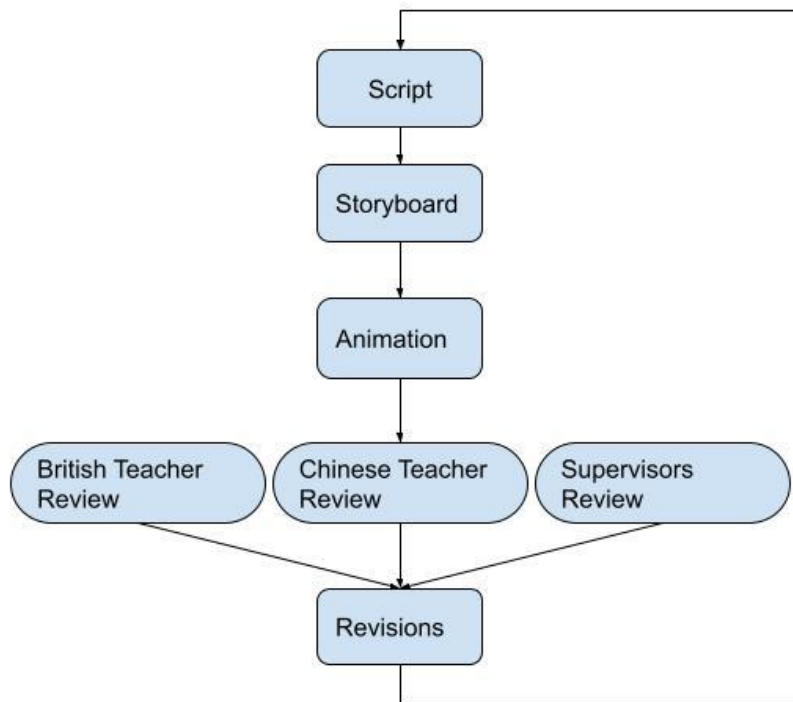 Script
Storyboard
Animation
British Teacher
Review
Chinese Teacher
Review
Supervisors
Review
Revisions